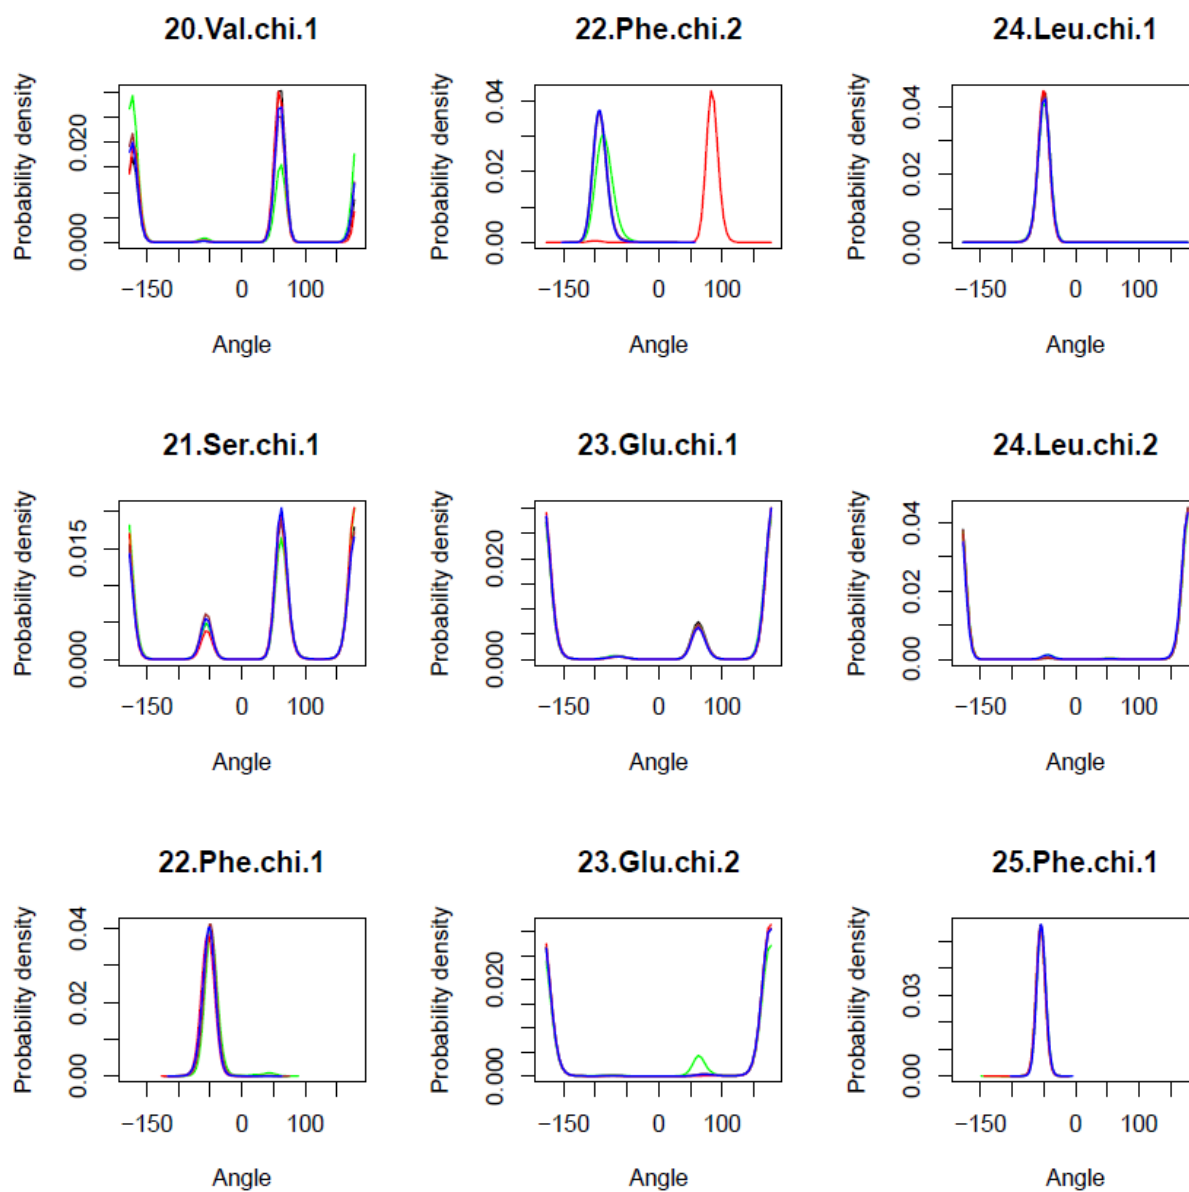 20.Val.chi.1
Probability density
0.020
0.000
−150 0 100
Angle
22.Phe.chi.2
Probability density
0.04
0.02
0.00
−150 0 100
Angle
24.Leu.chi.1
Probability density
0.04
0.02
0.00
−150 0 100
Angle
21.Ser.chi.1
Probability density
0.015
0.000
−150 0 100
Angle
23.Glu.chi.1
Probability density
0.020
0.000
−150 0 100
Angle
24.Leu.chi.2
Probability density
0.04
0.02
0.00
−150 0 100
Angle
22.Phe.chi.1
Probability density
0.04
0.02
0.00
−150 0 100
Angle
23.Glu.chi.2
Probability density
0.020
0.000
−150 0 100
Angle
25.Phe.chi.1
Probability density
0.03
0.00
−150 0 100
Angle